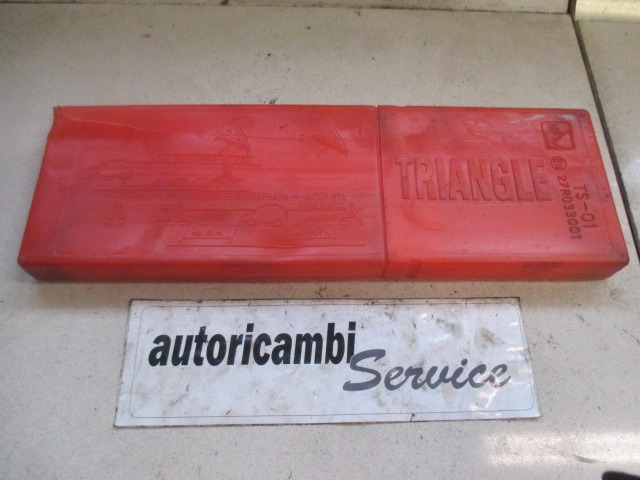 TRIANGLE
TS-01
27R033001
autoricambi
Service